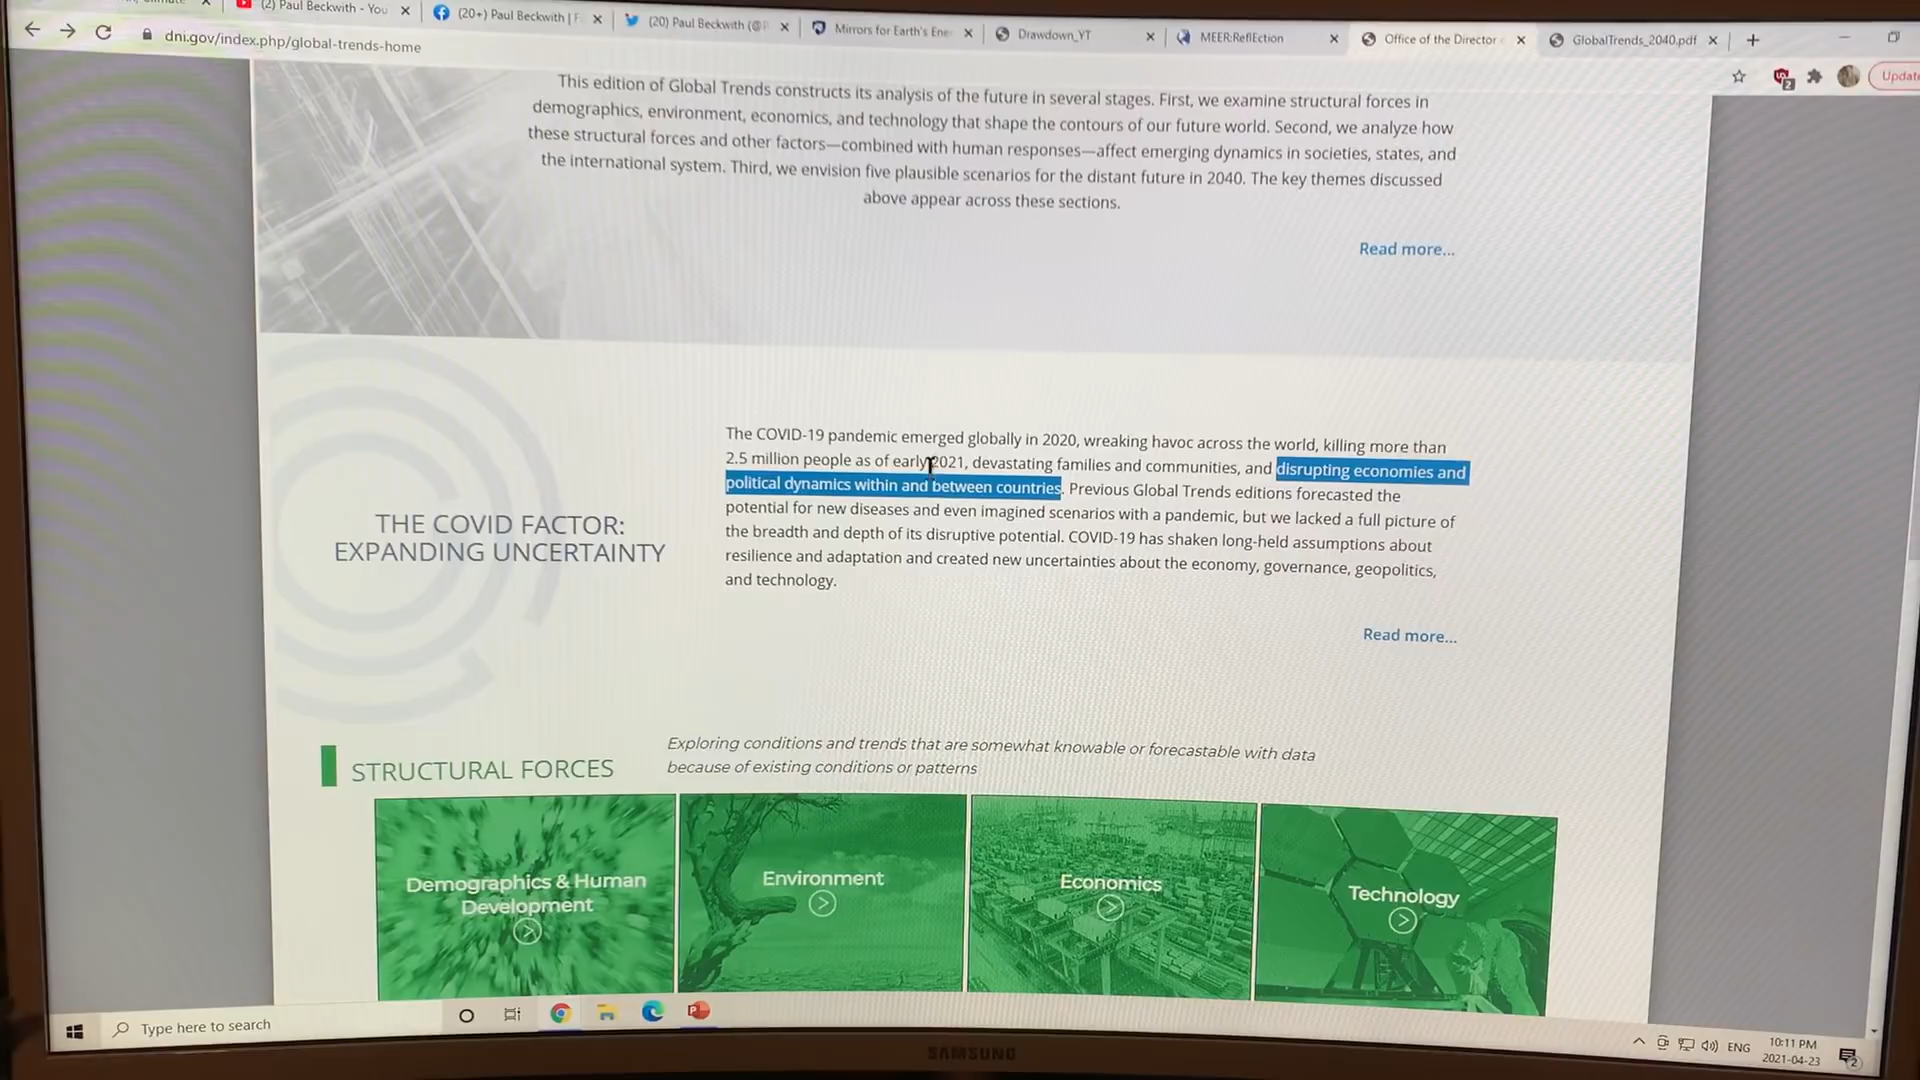 (2) Paul Beckwith - You
(20+) Paul Beckwith | F
(20) Paul Beckwith (@P
Mirrors for Earth's Ene
Drawdown_YT
MEER:ReflEction
Office of the Director
GlobalTrends_2040.pdf
dni.gov/index.php/global-trends-home
Update
This edition of Global Trends constructs its analysis of the future in several stages. First, we examine structural forces in
demographics, environment, economics, and technology that shape the contours of our future world. Second, we analyze how
these structural forces and other factors—combined with human responses—affect emerging dynamics in societies, states, and
the international system. Third, we envision five plausible scenarios for the distant future in 2040. The key themes discussed
above appear across these sections.
Read more...
THE COVID FACTOR:
EXPANDING UNCERTAINTY
The COVID-19 pandemic emerged globally in 2020, wreaking havoc across the world, killing more than
2.5 million people as of early 2021, devastating families and communities, and disrupting economies and
political dynamics within and between countries. Previous Global Trends editions forecasted the
potential for new diseases and even imagined scenarios with a pandemic, but we lacked a full picture of
the breadth and depth of its disruptive potential. COVID-19 has shaken long-held assumptions about
resilience and adaptation and created new uncertainties about the economy, governance, geopolitics,
and technology.
Read more...
STRUCTURAL FORCES
Exploring conditions and trends that are somewhat knowable or forecastable with data
because of existing conditions or patterns
Demographics & Human
Development
Environment
Economics
Technology
Type here to search
ENG
10:11 PM
2021-04-23
2
SAMSUNG